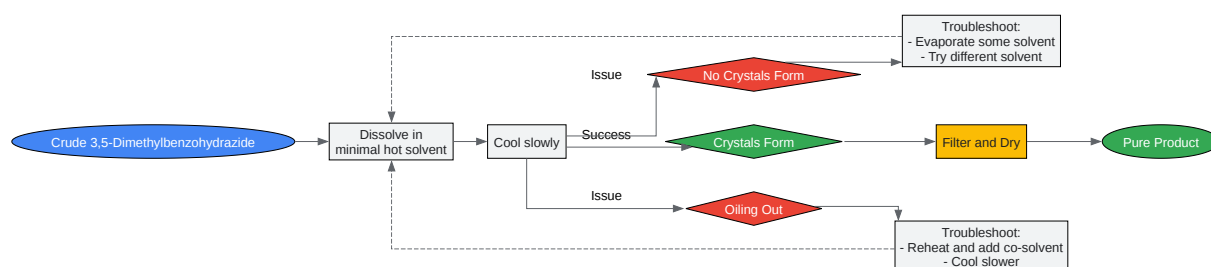 Troubleshoot:
- Evaporate some solvent
- Try different solvent
Issue
No Crystals Form
Crude 3,5-Dimethylbenzohydrazide
Dissolve in
minimal hot solvent
Cool slowly
Success
Crystals Form
Filter and Dry
Pure Product
Issue
Oiling Out
Troubleshoot:
- Reheat and add co-solvent
- Cool slower